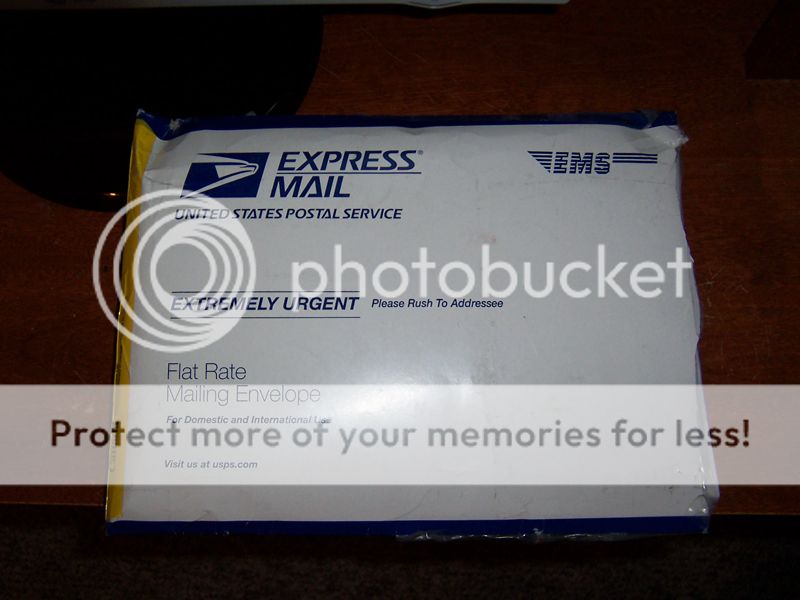 EXPRESS®
MAIL
UNITED STATES POSTAL SERVICE
EMS
photobucket
EXTREMELY URGENT Please Rush To Addressee
Flat Rate
Mailing Envelope
For Domestic and International Use
Protect more of your memories for less!
Visit us at usps.com